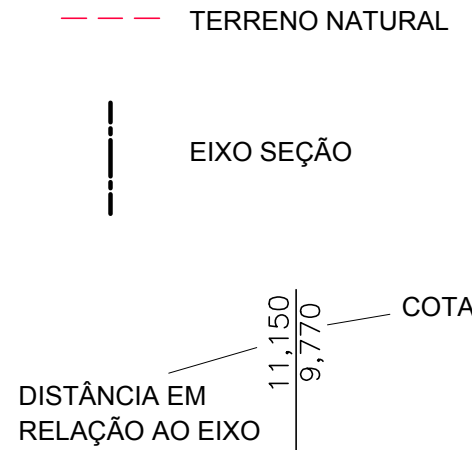 TERRENO NATURAL
EIXO SEÇÃO
11,150
9,770
COTA
DISTÂNCIA EM
RELAÇÃO AO EIXO